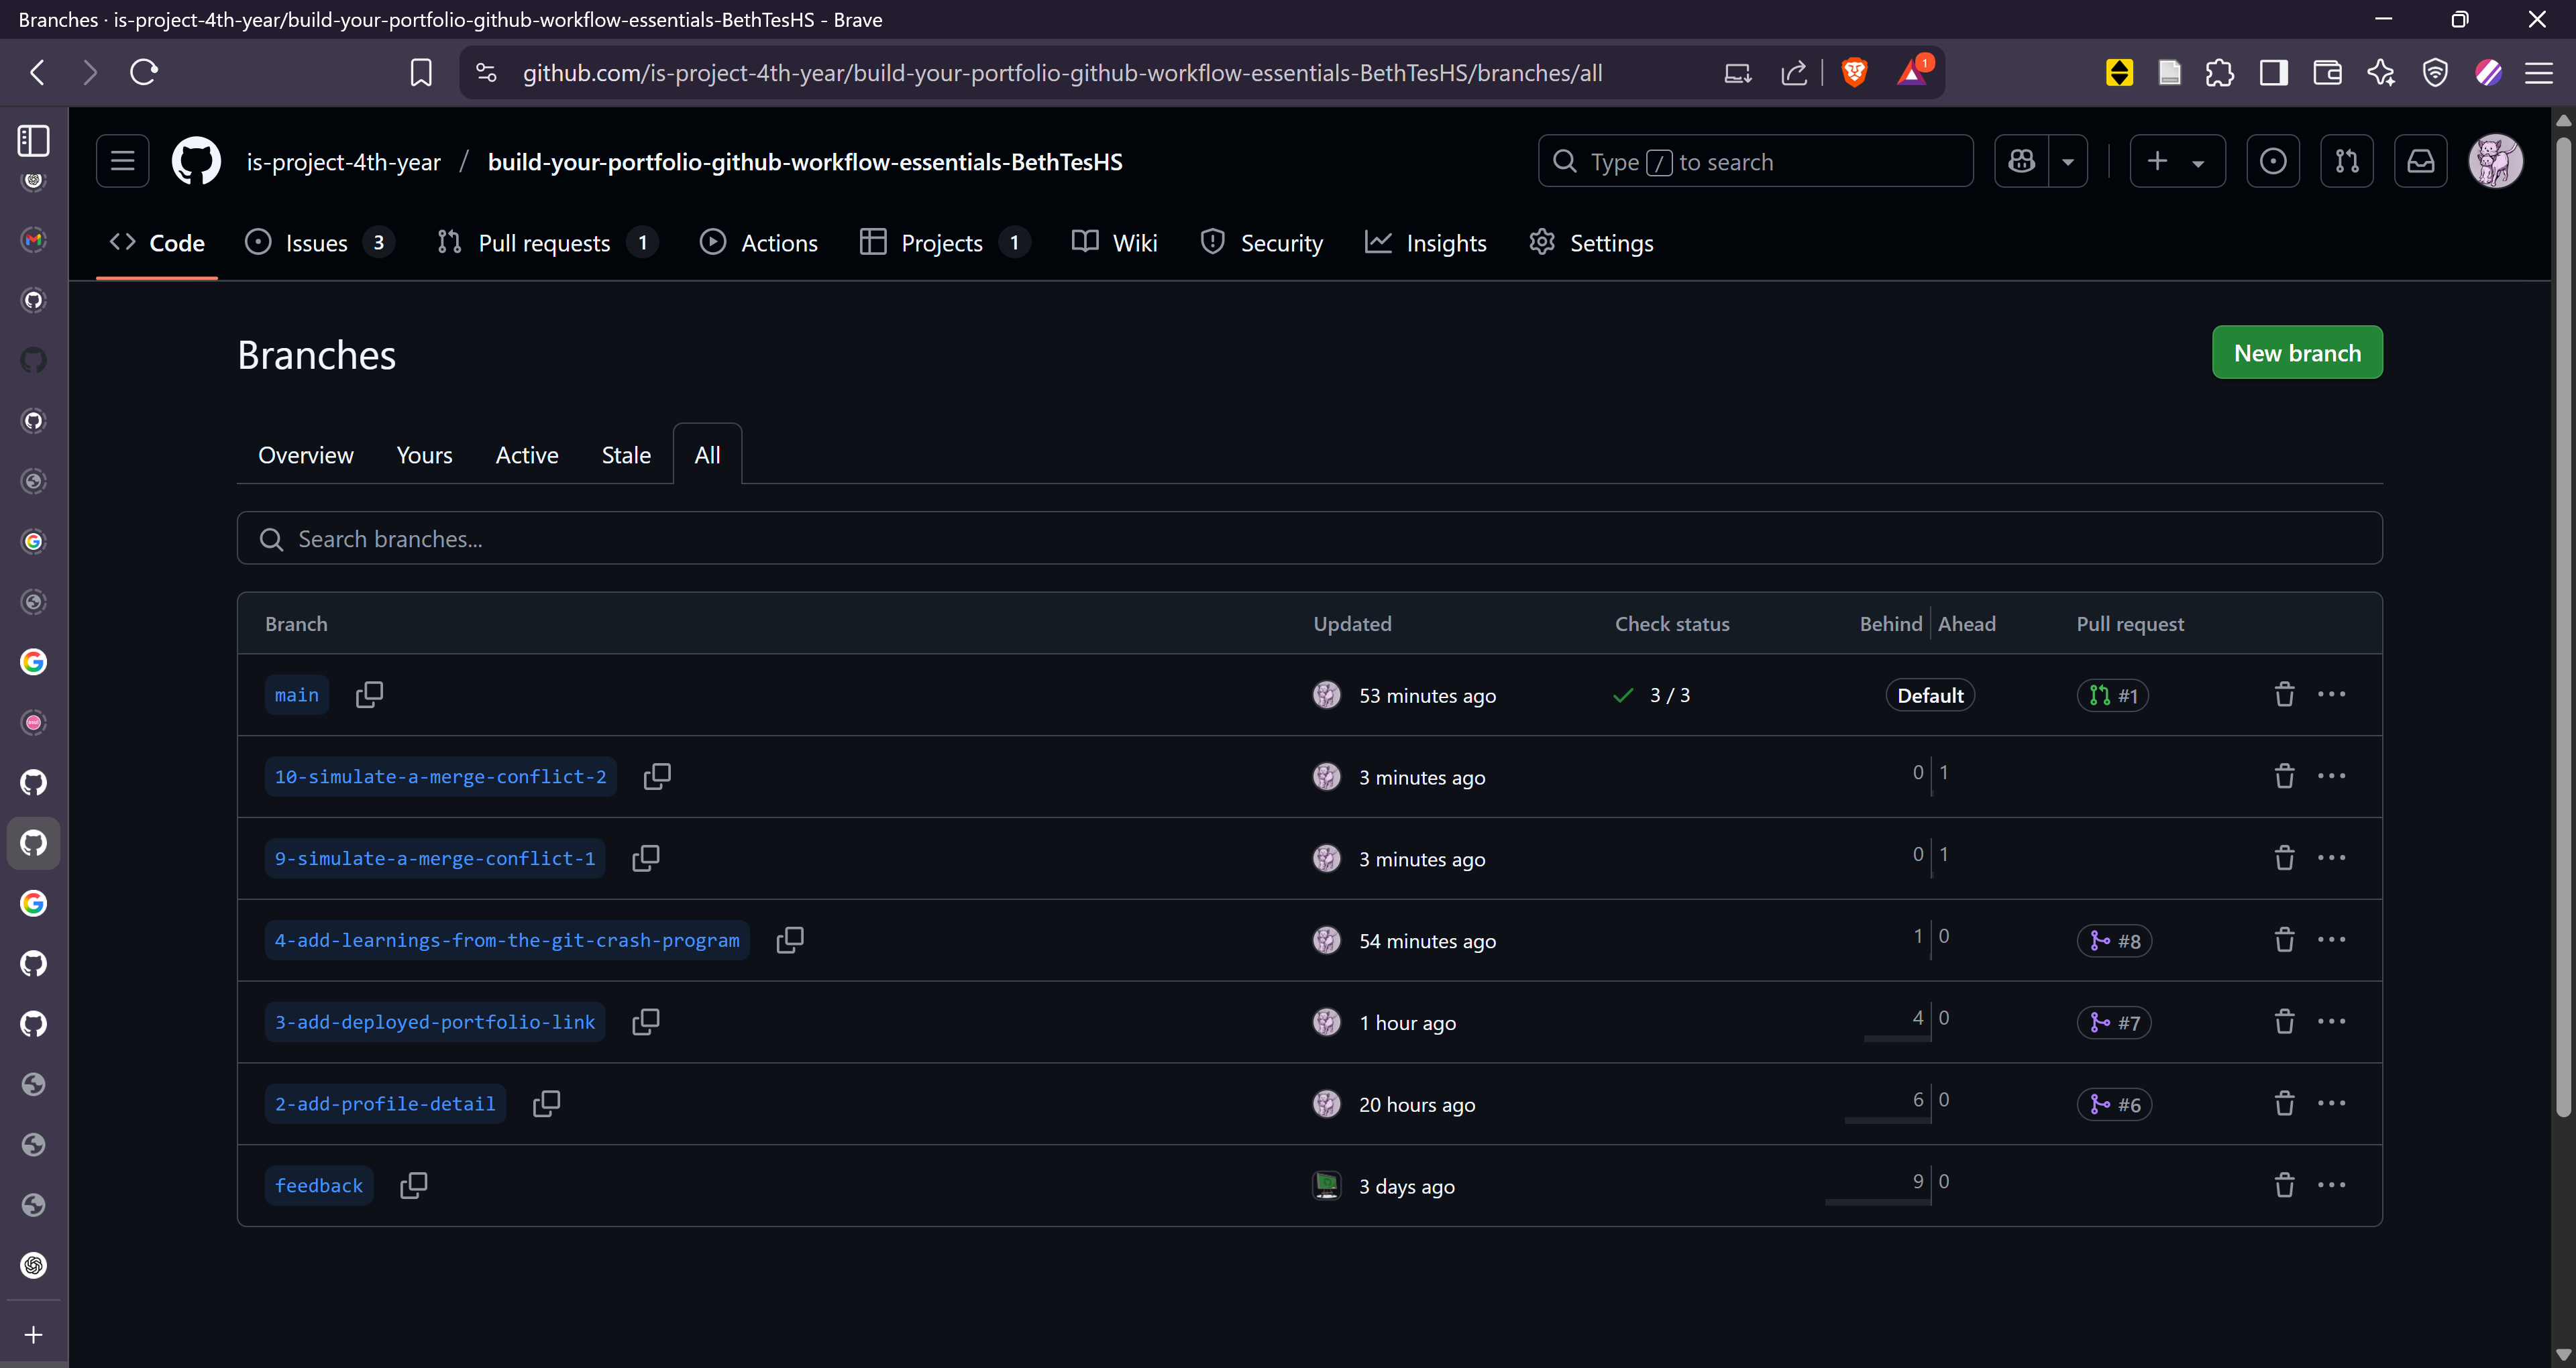 Branches · is-project-4th-year/build-your-portfolio-github-workflow-essentials-BethTesHS - Brave
github.com/is-project-4th-year/build-your-portfolio-github-workflow-essentials-BethTesHS/branches/all
1
is-project-4th-year / build-your-portfolio-github-workflow-essentials-BethTesHS
Type / to search
Code Issues 3 Pull requests 1 Actions Projects 1 Wiki Security Insights Settings
Branches
New branch
Overview Yours Active Stale All
Search branches...
Branch Updated Check status Behind Ahead Pull request
main 53 minutes ago 3 / 3 Default #1
10-simulate-a-merge-conflict-2 3 minutes ago 0 1
9-simulate-a-merge-conflict-1 3 minutes ago 0 1
4-add-learnings-from-the-git-crash-program 54 minutes ago 1 0 #8
3-add-deployed-portfolio-link 1 hour ago 4 0 #7
2-add-profile-detail 20 hours ago 6 0 #6
feedback 3 days ago 9 0